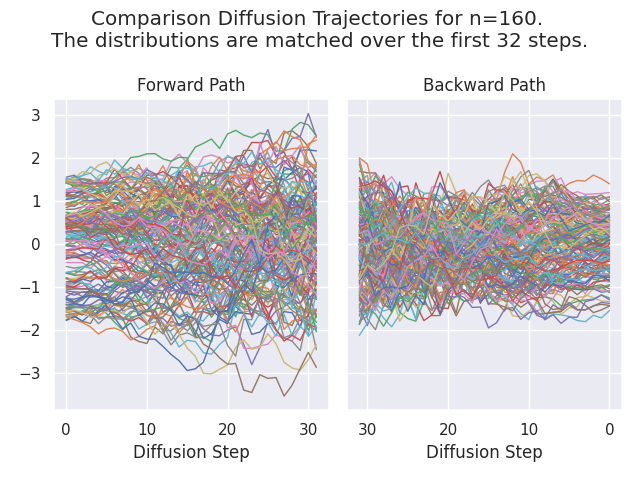 Comparison Diffusion Trajectories for n=160.
The distributions are matched over the first 32 steps.
Forward Path
Backward Path
3
2
1
0
−1
−2
−3
0 10 20 30
30 20 10 0
Diffusion Step
Diffusion Step